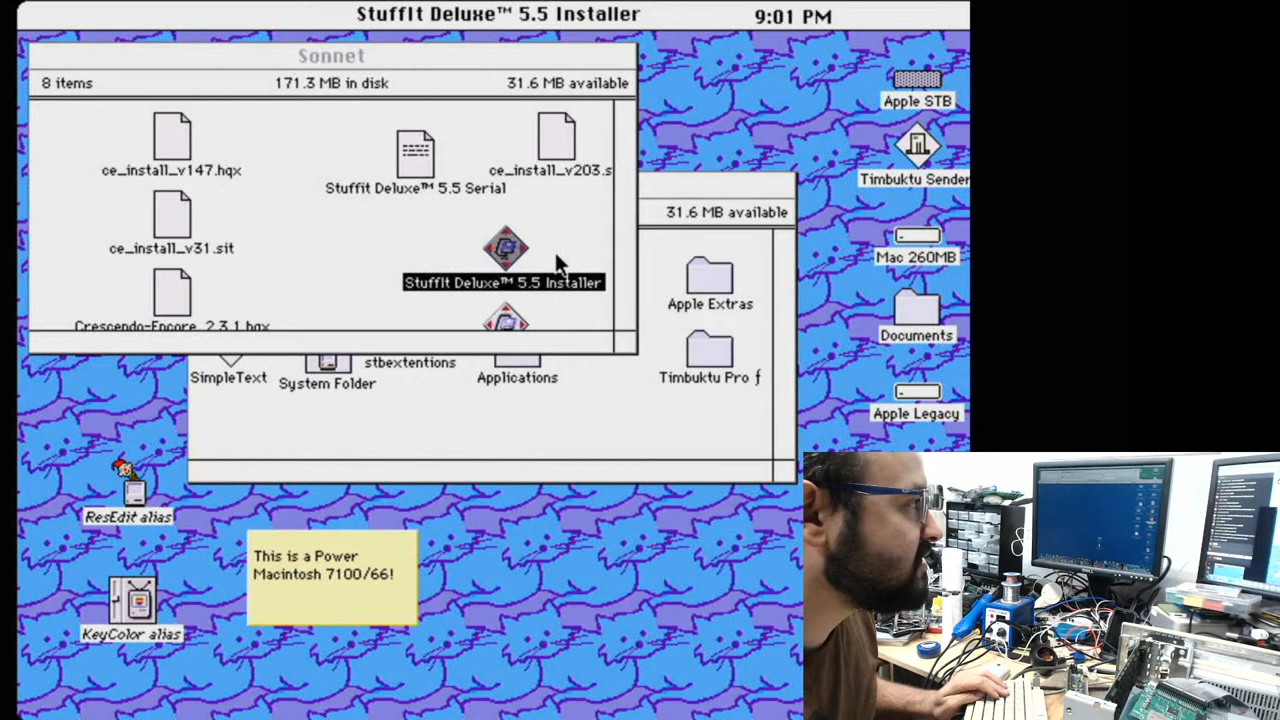 StuffIt Deluxe™ 5.5 Installer
9:01 PM
Sonnet
8 items
171.3 MB in disk
31.6 MB available
ce_install_v147.hqx
Stuffit Deluxe™ 5.5 Serial
ce_install_v203.s
ce_install_v31.sit
StuffIt Deluxe™ 5.5 Installer
Crescendo-Encore_2.3.1.hqx
31.6 MB available
Apple Extras
SimpleText
System Folder
stbextentions
Applications
Timbuktu Pro ƒ
Apple STB
Timbuktu Sender
Mac 260MB
Documents
Apple Legacy
ResEdit alias
This is a Power
Macintosh 7100/66!
KeyColor alias
DELL